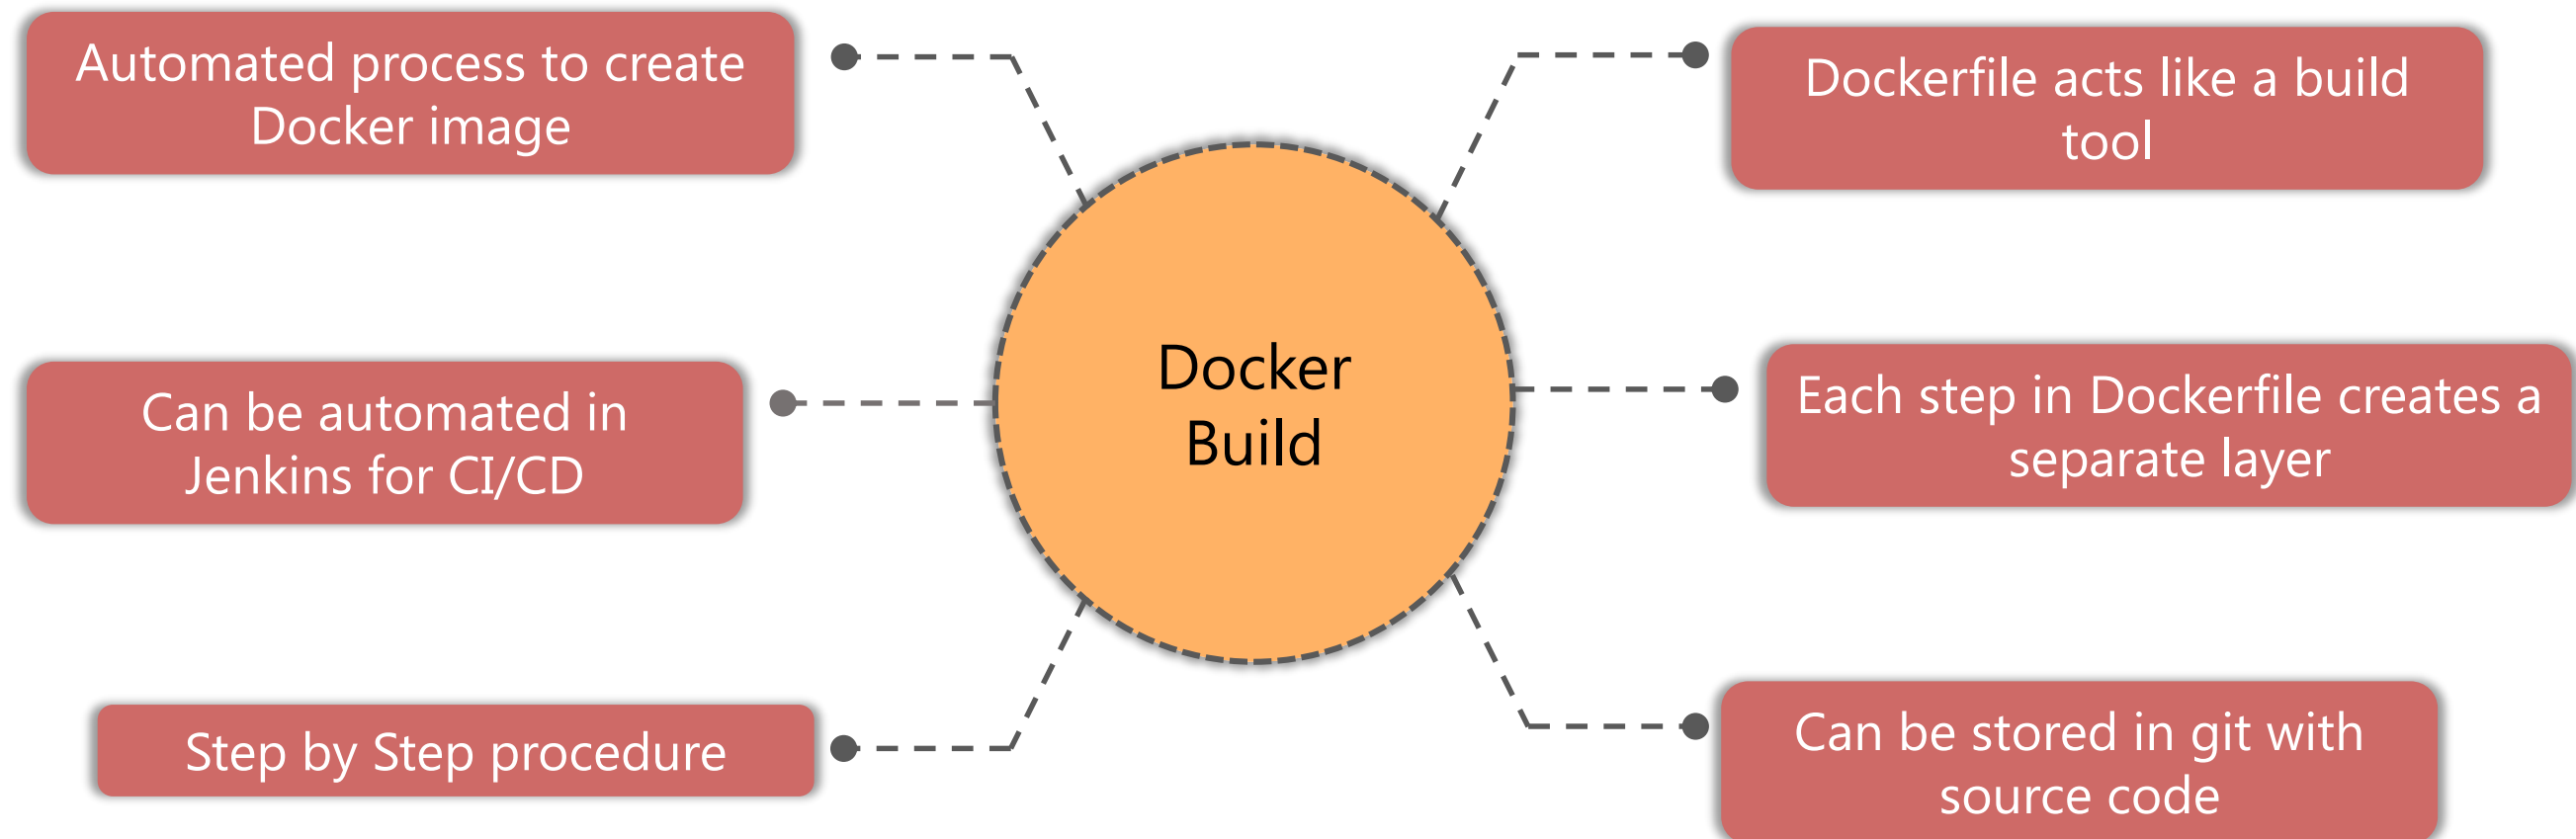 Automated process to create
Docker image
Dockerfile acts like a build
tool
Can be automated in
Jenkins for CI/CD
Docker
Build
Each step in Dockerfile creates a
separate layer
Step by Step procedure
Can be stored in git with
source code